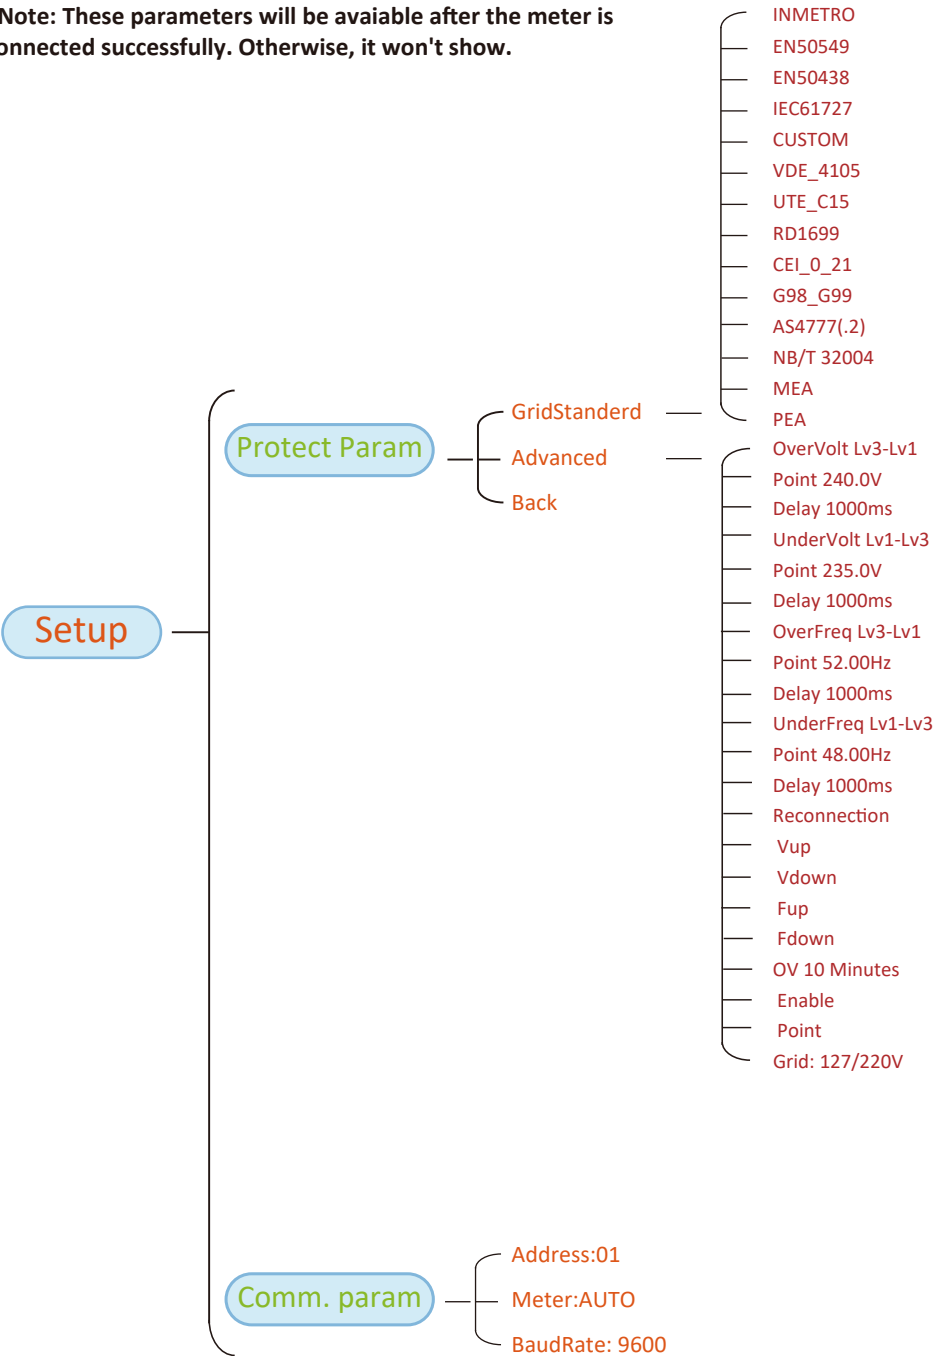 Note: These parameters will be avaiable after the meter is
onnected successfully. Otherwise, it won't show.
INMETRO
EN50549
EN50438
IEC61727
CUSTOM
VDE_4105
UTE_C15
RD1699
CEI_0_21
G98_G99
AS4777(.2)
NB/T 32004
MEA
PEA
Setup
Protect Param
GridStanderd
Advanced
Back
OverVolt Lv3-Lv1
Point 240.0V
Delay 1000ms
UnderVolt Lv1-Lv3
Point 235.0V
Delay 1000ms
OverFreq Lv3-Lv1
Point 52.00Hz
Delay 1000ms
UnderFreq Lv1-Lv3
Point 48.00Hz
Delay 1000ms
Reconnection
Vup
Vdown
Fup
Fdown
OV 10 Minutes
Enable
Point
Grid: 127/220V
Comm. param
Address:01
Meter:AUTO
BaudRate: 9600